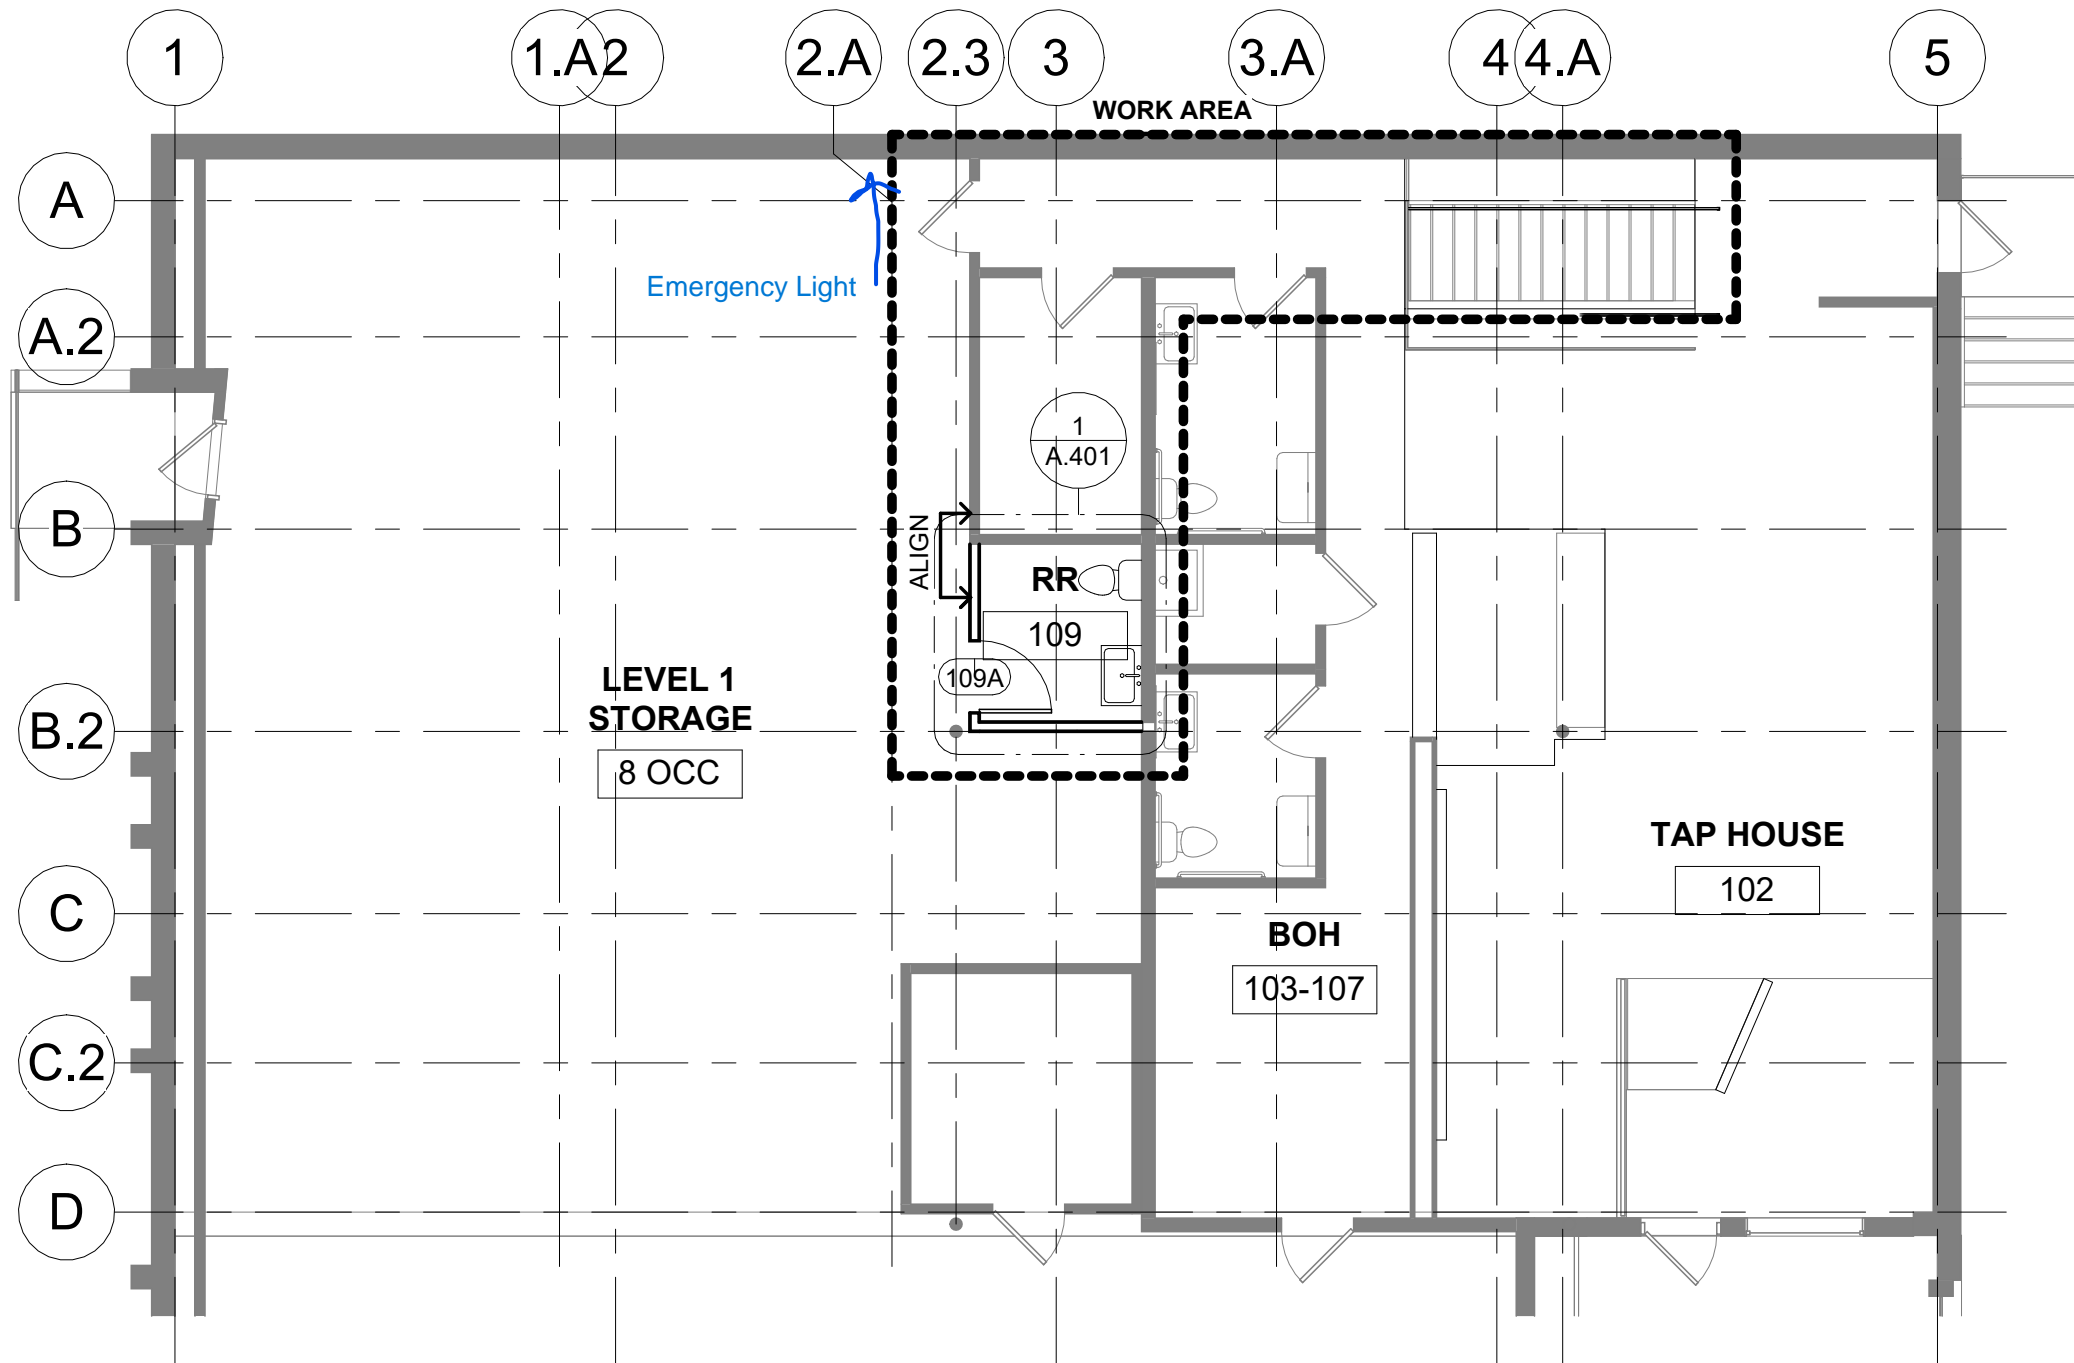 1
1.A
2
2.A
2.3
3
3.A
4
4.A
5
WORK AREA
A
Emergency Light
A.2
1
A.401
B
ALIGN
RR
109
109A
LEVEL 1
STORAGE
8 OCC
B.2
TAP HOUSE
102
C
BOH
103-107
C.2
D